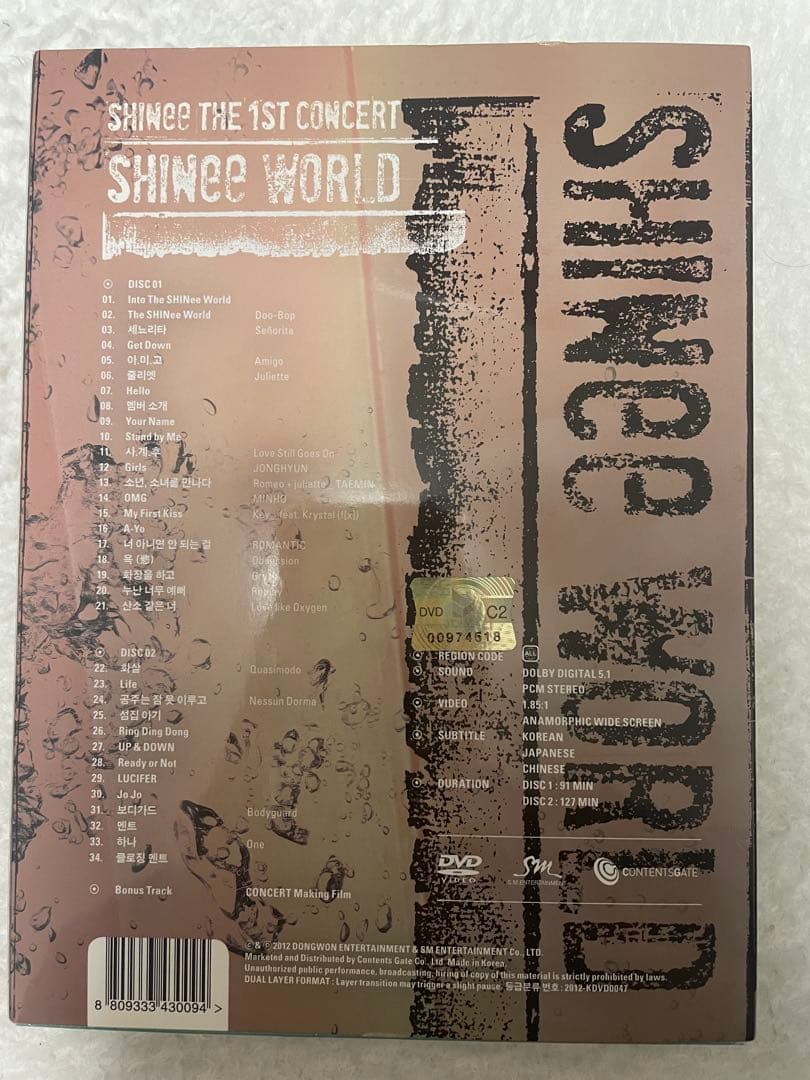 SHINee THE 1ST CONCERT
SHINee WORLD
DISC 01
01. Into The SHINee World
02. The SHINee World Doo-Bop
03. 세뇨리타 Señorita
04. Get Down
05. 아.미.고 Amigo
06. 줄리엣 Juliette
07. Hello
08. 멤버 소개
09. Your Name
10. Stand by Me
11. 사.계.후 Love Still Goes On
12 Girls JONGHYUN
13. 소년, 소녀를 만나다 Romeo + juliette TAEMIN
14. OMG MINHO
15. My First Kiss Key feat. Krystal (f[x])
16. A-Yo
17. 너 아니면 안 되는 걸 ROMANTIC
18. 욕 (慾) Obsession
19. 화장을 하고
20. 누난 너무 예뻐
21. 산소 같은 너 Love like Oxygen
DISC 02
22. 화살 Quasimodo
23. Life
24. 공주는 잠 못 이루고 Nessun Dorma
25. 섬집 아기
26. Ring Ding Dong
27. UP & DOWN
28. Ready or Not
29. LUCIFER
30. Jo Jo
31. 보디가드 Bodyguard
32. 멘트
33. 하나 One
34. 클로징 멘트
Bonus Track CONCERT Making Film
SHINee WORLD
DVD C2
00974518
REGION CODE ALL
SOUND DOLBY DIGITAL 5.1
PCM STEREO
VIDEO 1.85:1
ANAMORPHIC WIDE SCREEN
SUBTITLE KOREAN
JAPANESE
CHINESE
DURATION DISC 1 : 91 MIN
DISC 2 : 127 MIN
DVD VIDEO
SM
S.M.ENTERTAINMENT
CONTENTSGATE
© & ℗ 2012 DONGWON ENTERTAINMENT & SM ENTERTAINMENT Co., LTD.
Marketed and Distributed by Contents Gate Co., Ltd. Made in Korea.
Unauthorized public performance, broadcasting, hiring of copy of this material is strictly prohibited by laws.
DUAL LAYER FORMAT : Layer transition may trigger a slight pause. 등급분류 번호 : 2012-KDVD0047
8 809333 430094 >